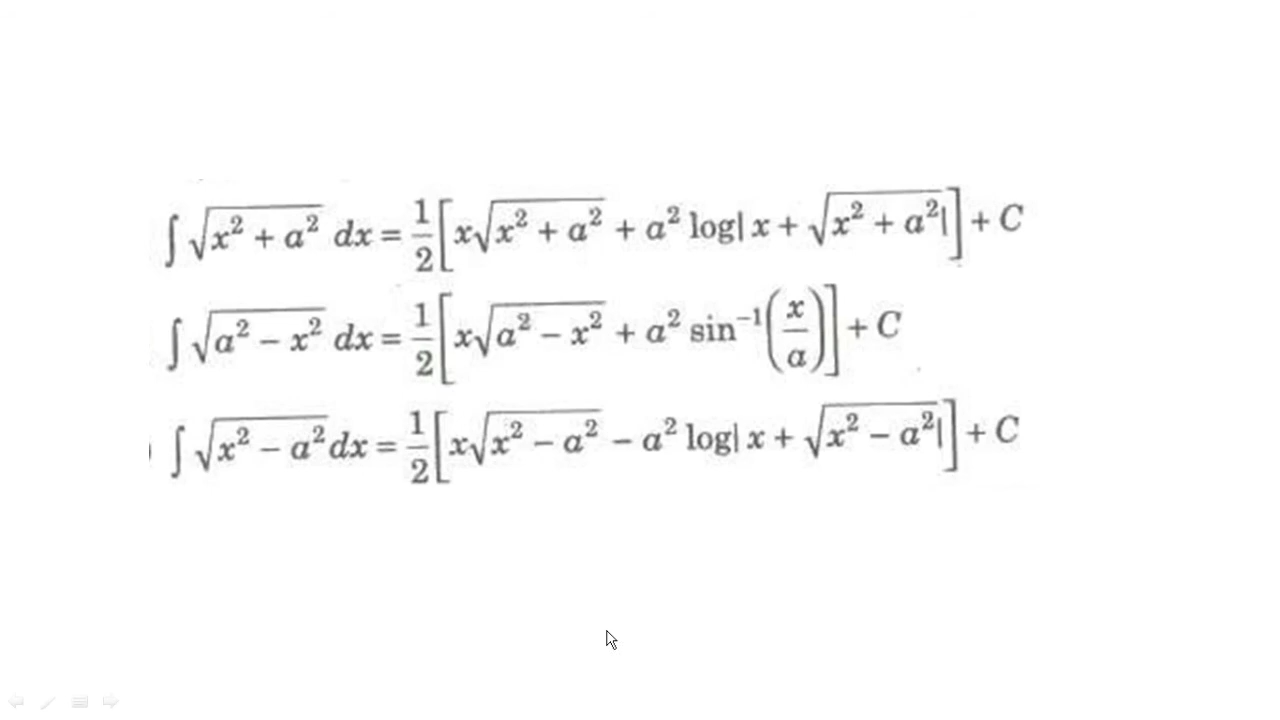 ∫ √(x² + a²) dx = 1/2 [x√(x² + a²) + a² log| x + √(x² + a²)|] + C
∫ √(a² − x²) dx = 1/2 [x√(a² − x²) + a² sin⁻¹(x/a)] + C
∫ √(x² − a²) dx = 1/2 [x√(x² − a²) − a² log| x + √(x² − a²)|] + C